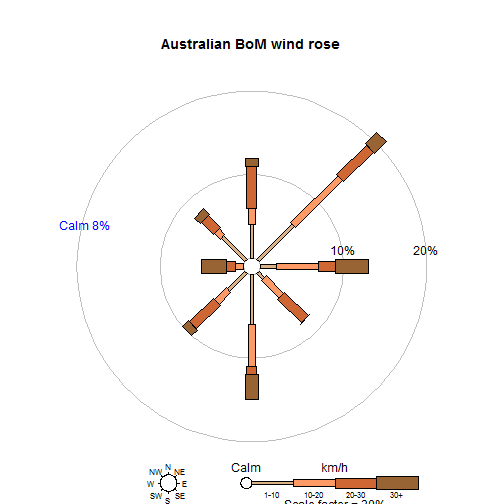 Australian BoM wind rose
Calm 8%
10%
20%
N
NW NE
W E
SW SE
S
Calm km/h
1-10 10-20 20-30 30+
Scale factor = 30%